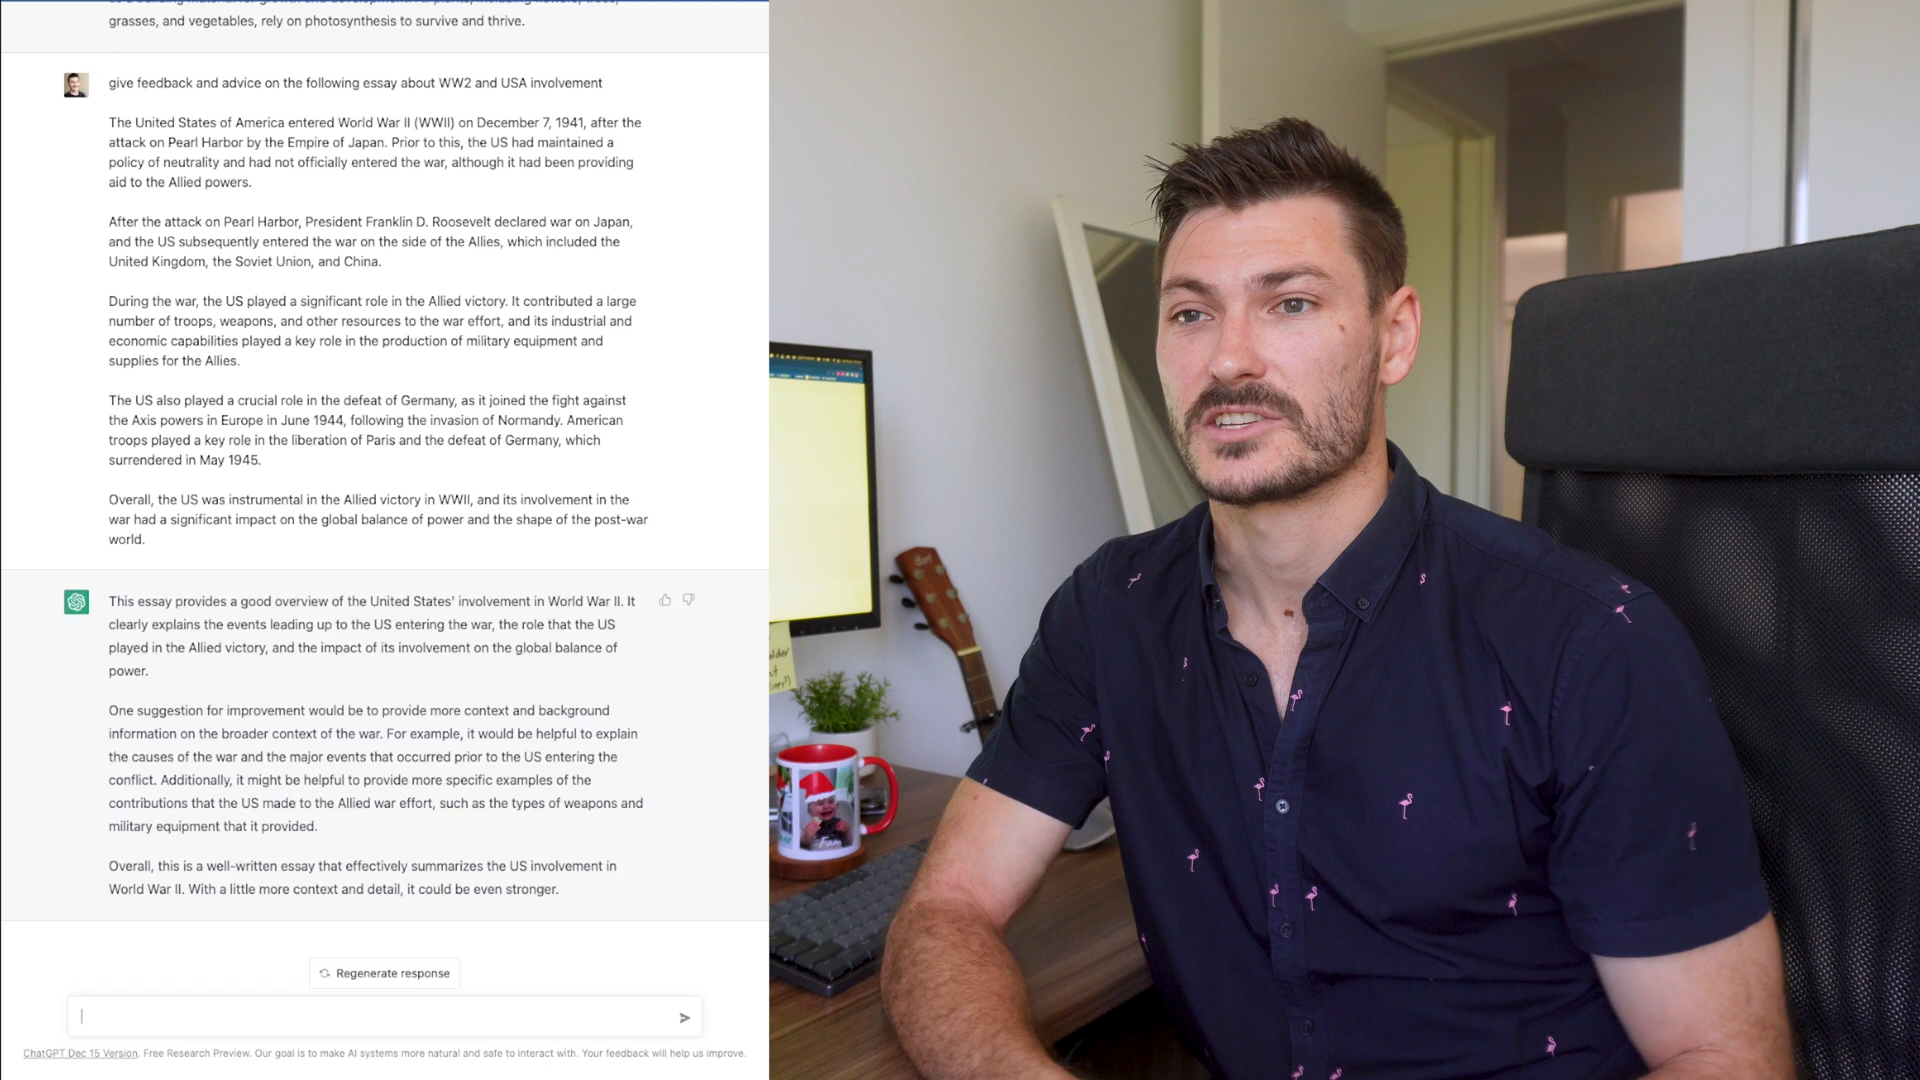 grasses, and vegetables, rely on photosynthesis to survive and thrive.
give feedback and advice on the following essay about WW2 and USA involvement
The United States of America entered World War II (WWII) on December 7, 1941, after the
attack on Pearl Harbor by the Empire of Japan. Prior to this, the US had maintained a
policy of neutrality and had not officially entered the war, although it had been providing
aid to the Allied powers.
After the attack on Pearl Harbor, President Franklin D. Roosevelt declared war on Japan,
and the US subsequently entered the war on the side of the Allies, which included the
United Kingdom, the Soviet Union, and China.
During the war, the US played a significant role in the Allied victory. It contributed a large
number of troops, weapons, and other resources to the war effort, and its industrial and
economic capabilities played a key role in the production of military equipment and
supplies for the Allies.
The US also played a crucial role in the defeat of Germany, as it joined the fight against
the Axis powers in Europe in June 1944, following the invasion of Normandy. American
troops played a key role in the liberation of Paris and the defeat of Germany, which
surrendered in May 1945.
Overall, the US was instrumental in the Allied victory in WWII, and its involvement in the
war had a significant impact on the global balance of power and the shape of the post-war
world.
This essay provides a good overview of the United States' involvement in World War II. It
clearly explains the events leading up to the US entering the war, the role that the US
played in the Allied victory, and the impact of its involvement on the global balance of
power.
One suggestion for improvement would be to provide more context and background
information on the broader context of the war. For example, it would be helpful to explain
the causes of the war and the major events that occurred prior to the US entering the
conflict. Additionally, it might be helpful to provide more specific examples of the
contributions that the US made to the Allied war effort, such as the types of weapons and
military equipment that it provided.
Overall, this is a well-written essay that effectively summarizes the US involvement in
World War II. With a little more context and detail, it could be even stronger.
Regenerate response
ChatGPT Dec 15 Version. Free Research Preview. Our goal is to make AI systems more natural and safe to interact with. Your feedback will help us improve.
Cort